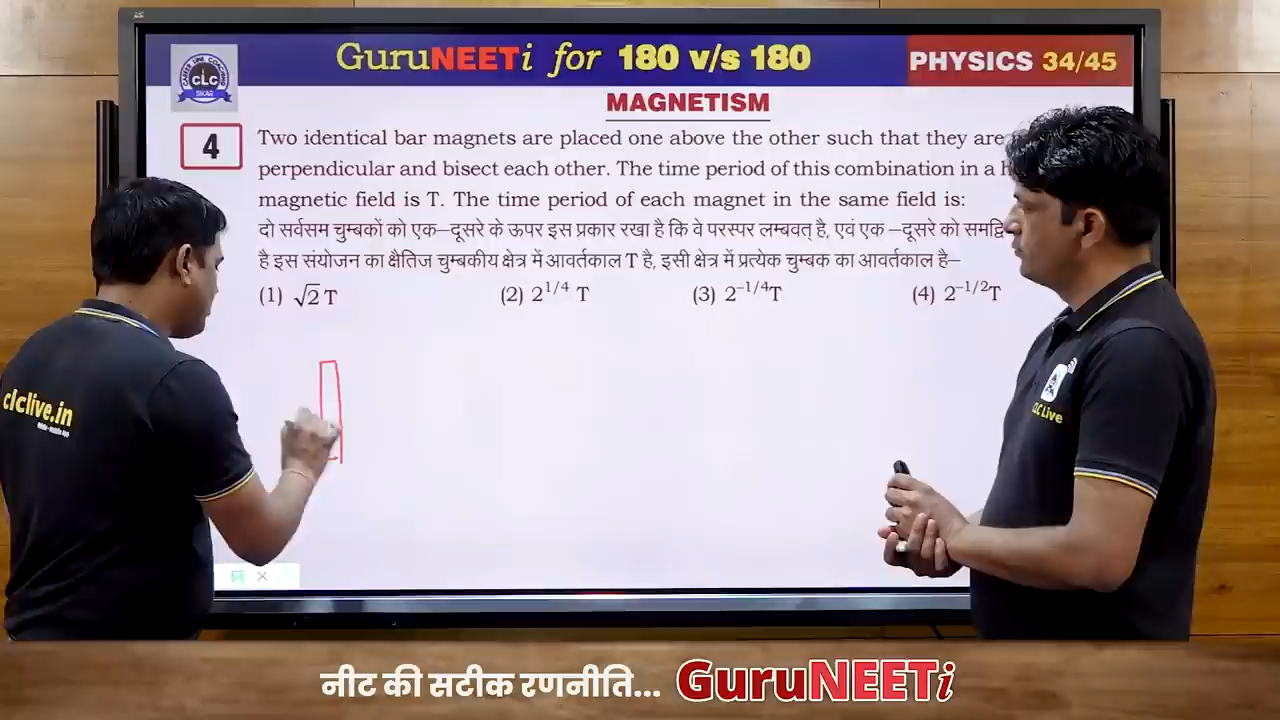 GuruNEETi for 180 v/s 180
PHYSICS 34/45
CLC
SIKAR
MAGNETISM
4
Two identical bar magnets are placed one above the other such that they are
perpendicular and bisect each other. The time period of this combination in a
magnetic field is T. The time period of each magnet in the same field is:
दो सर्वसम चुम्बकों को एक–दूसरे के ऊपर इस प्रकार रखा है कि वे परस्पर लम्बवत् है, एवं एक –दूसरे को
है इस संयोजन का क्षैतिज चुम्बकीय क्षेत्र में आवर्तकाल T है, इसी क्षेत्र में प्रत्येक चुम्बक का आवर्तकाल है–
(1) √2 T (2) 2^1/4 T (3) 2^-1/4T (4) 2^-1/2T
clclive.in
CLC Live
नीट की सटीक रणनीति... GuruNEETi